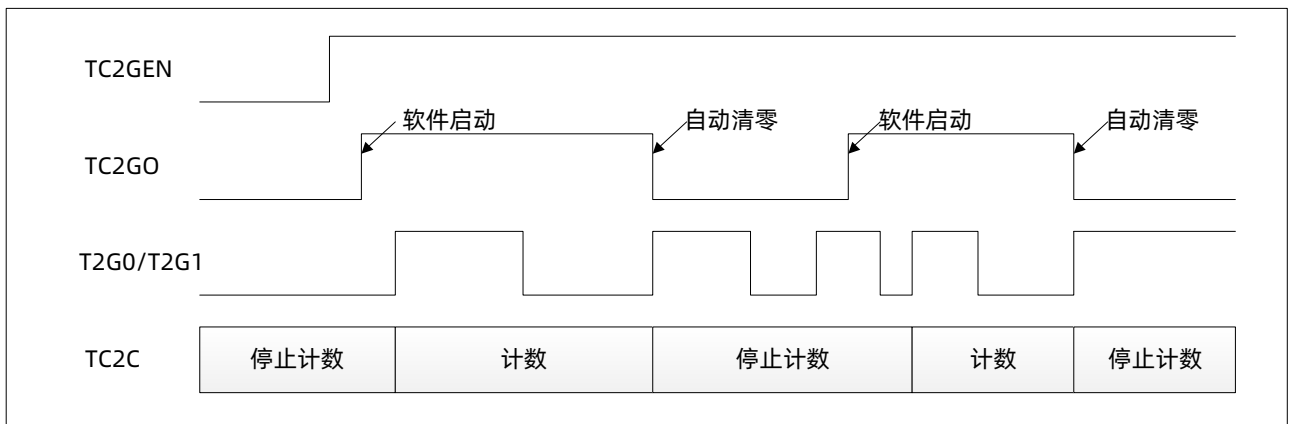 TC2GEN
软件启动 自动清零 软件启动 自动清零
TC2GO
T2G0/T2G1
TC2C 停止计数 计数 停止计数 计数 停止计数